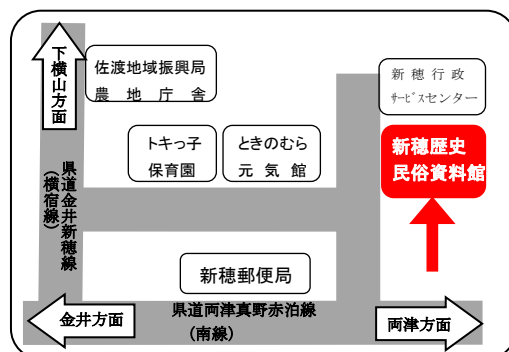 下横山方面
佐渡地域振興局
農地庁舎
新穂行政
サービスセンター
トキっ子
保育園
ときのむら
元気館
新穂歴史
民俗資料館
県道金井新穂線
(横宿線)
新穂郵便局
県道両津真野赤泊線
(南線)
金井方面
両津方面